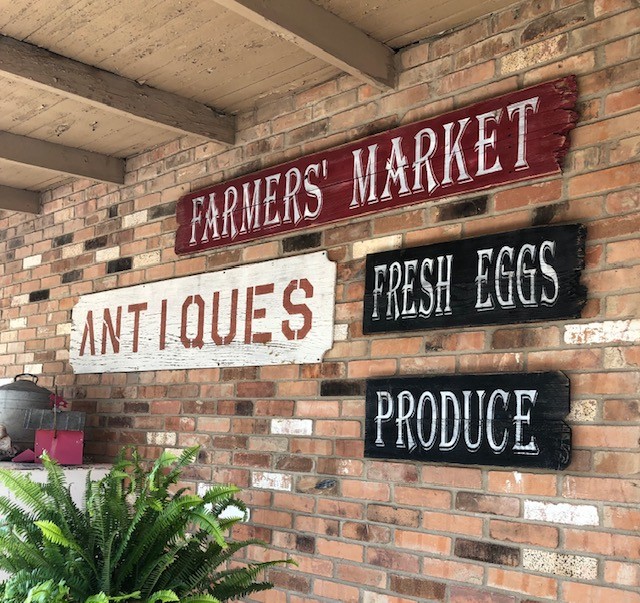 FARMERS' MARKET
ANTIQUES
FRESH EGGS
PRODUCE